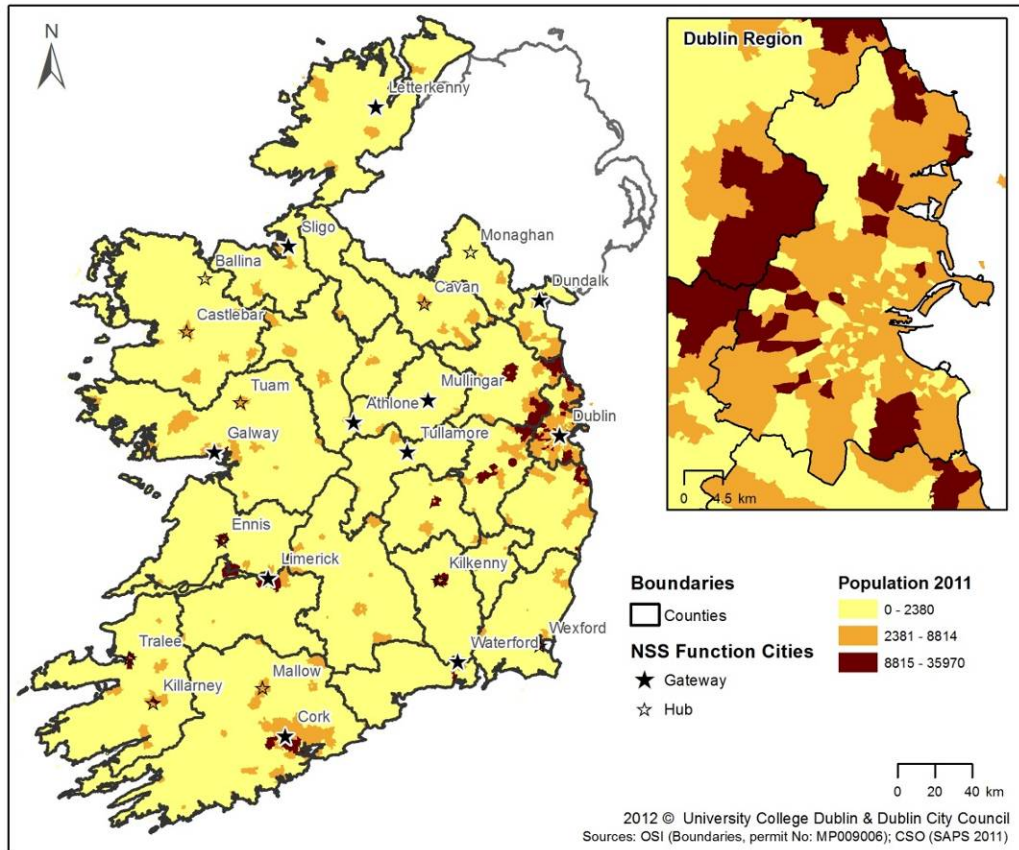 N
Letterkenny
Sligo
Monaghan
Ballina
Dundalk
Cavan
Castlebar
Tuam
Mullingar
Athlone
Dublin
Galway
Tullamore
Ennis
Limerick
Kilkenny
Tralee
Wexford
Waterford
Killarney
Mallow
Cork
Dublin Region
0 4.5 km
Boundaries
Counties
NSS Function Cities
Gateway
Hub
Population 2011
0 - 2380
2381 - 8814
8815 - 35970
0 20 40 km
2012 © University College Dublin & Dublin City Council
Sources: OSI (Boundaries, permit No: MP009006); CSO (SAPS 2011)